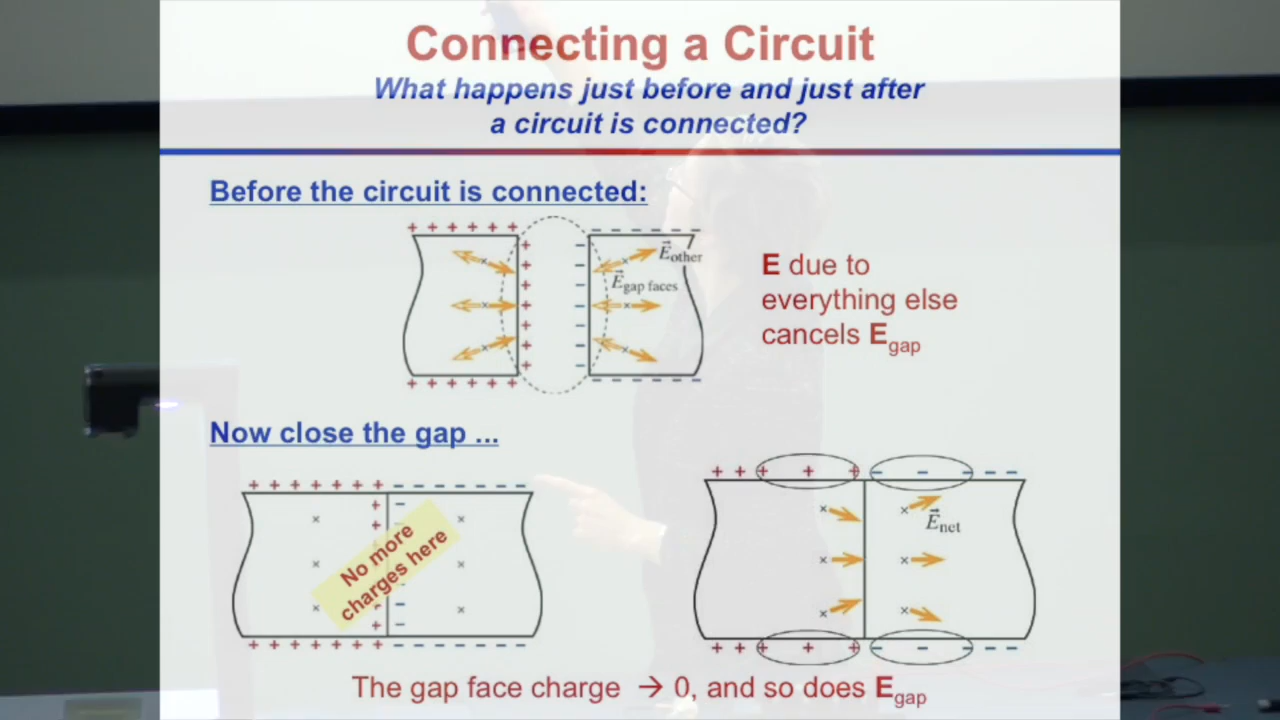 Connecting a Circuit
What happens just before and just after
a circuit is connected?
Before the circuit is connected:
+ + + + + +
- - - - - - - -
E⃗other
E⃗gap faces
E due to
everything else
cancels Egap
+ + + + + +
- - - - - - - -
Now close the gap ...
+ + + + + + + - - - - - - - -
No more
charges here
+ + + + + + + - - - - - - - -
+ + + + + - - - - -
E⃗net
+ + + + + - - - - -
The gap face charge → 0, and so does Egap